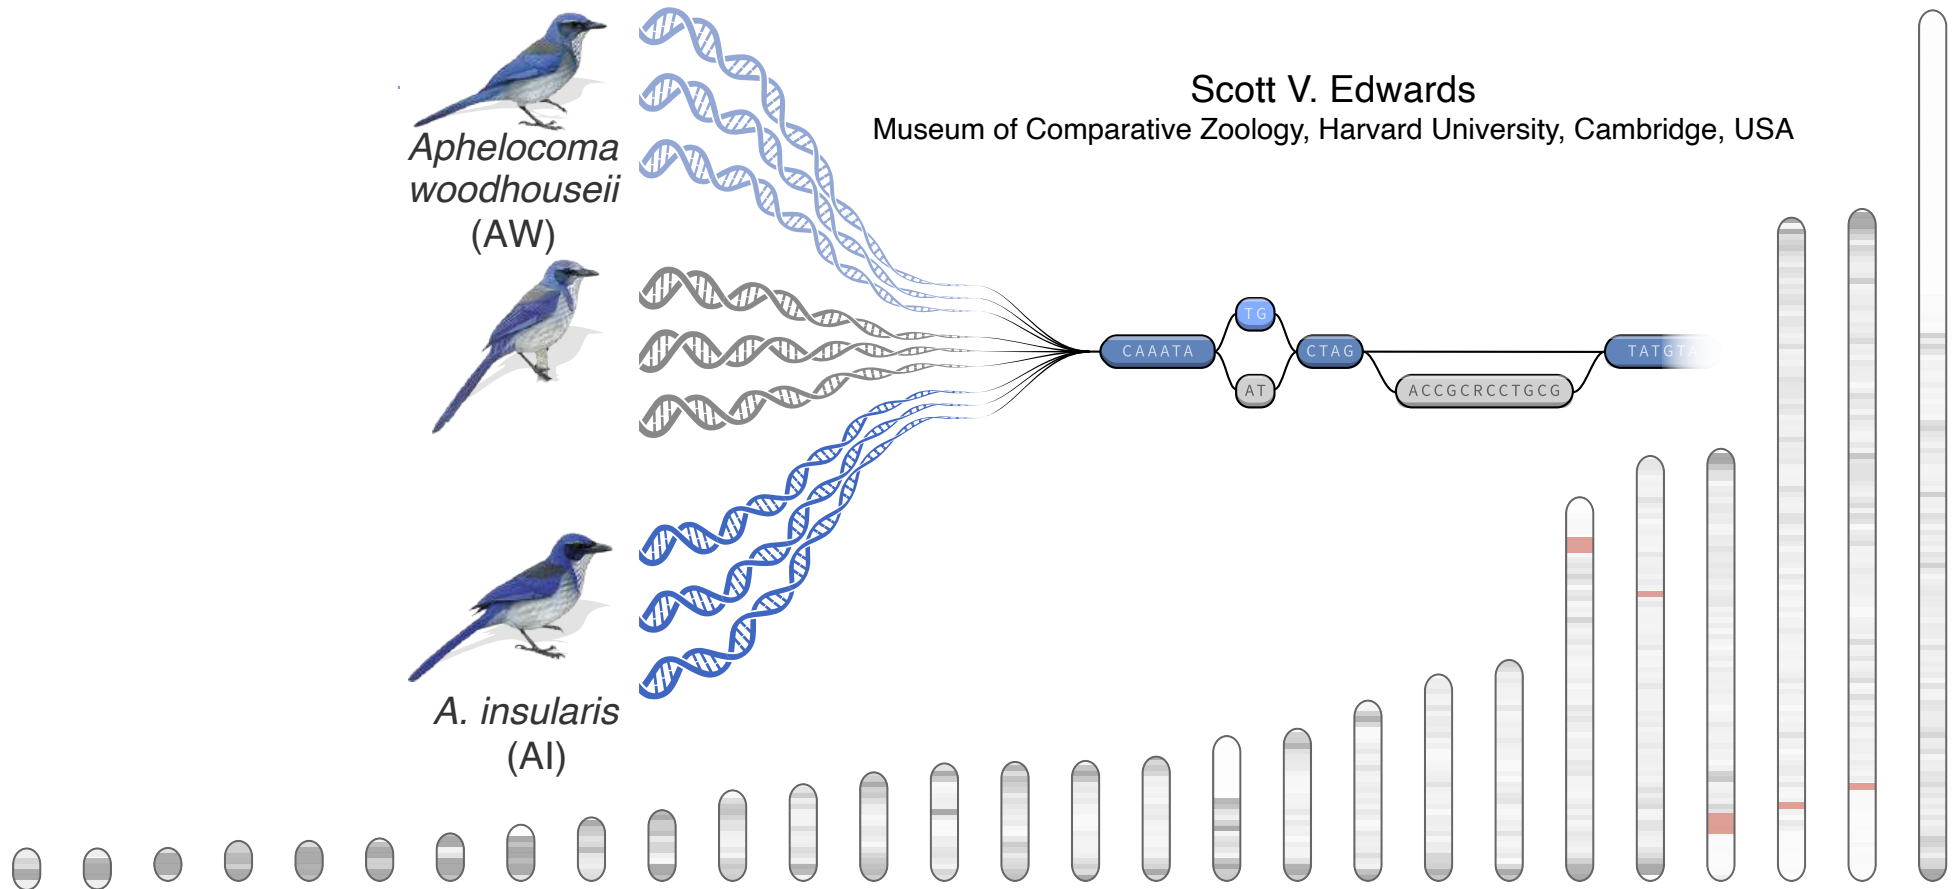 Scott V. Edwards
Museum of Comparative Zoology, Harvard University, Cambridge, USA
Aphelocoma
woodhouseii
(AW)
TG
CAAATA
CTAG
TATGTA
AT
ACCGCRCCTGCG
A. insularis
(AI)